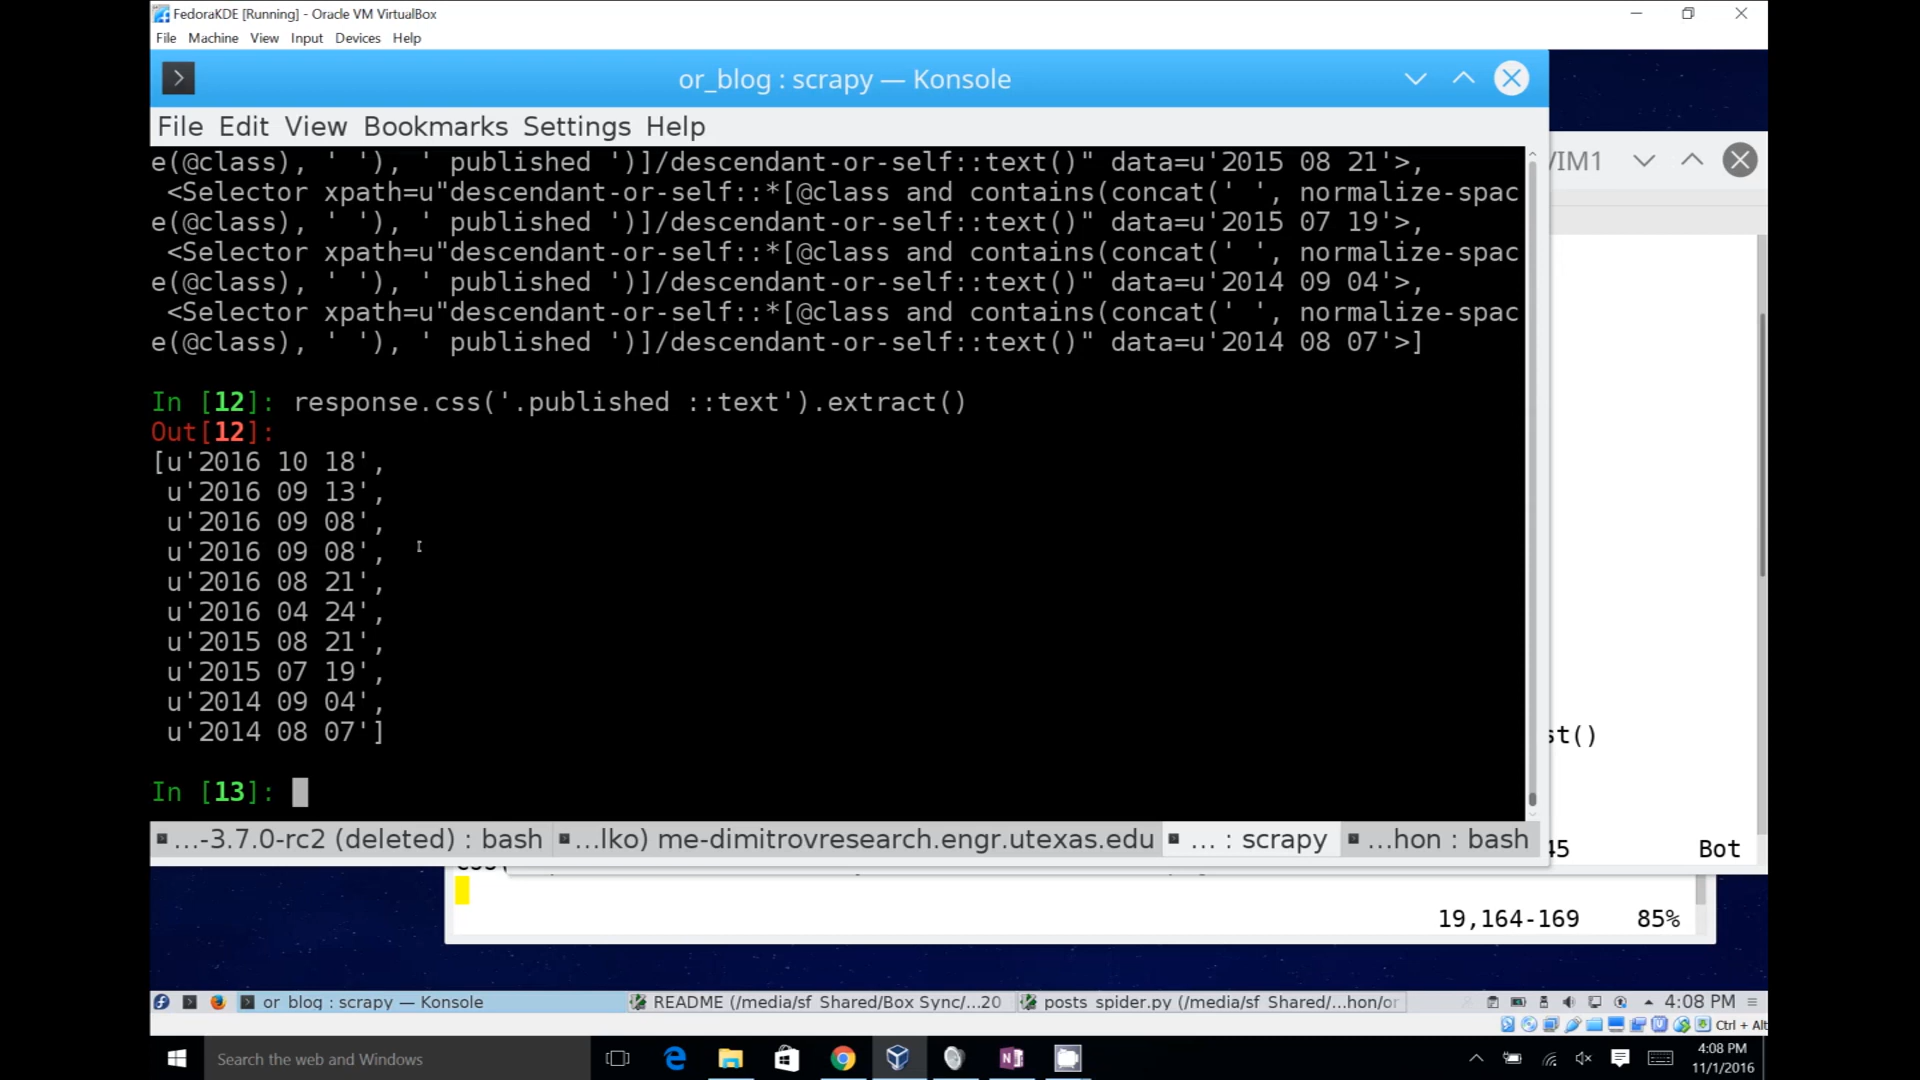 FedoraKDE [Running] - Oracle VM VirtualBox
File Machine View Input Devices Help
or_blog : scrapy — Konsole
File Edit View Bookmarks Settings Help
VIM1
e(@class), ' '), ' published ')]/descendant-or-self::text()" data=u'2015 08 21'>,
<Selector xpath=u"descendant-or-self::*[@class and contains(concat(' ', normalize-spac
e(@class), ' '), ' published ')]/descendant-or-self::text()" data=u'2015 07 19'>,
<Selector xpath=u"descendant-or-self::*[@class and contains(concat(' ', normalize-spac
e(@class), ' '), ' published ')]/descendant-or-self::text()" data=u'2014 09 04'>,
<Selector xpath=u"descendant-or-self::*[@class and contains(concat(' ', normalize-spac
e(@class), ' '), ' published ')]/descendant-or-self::text()" data=u'2014 08 07'>]
In [12]: response.css('.published ::text').extract()
Out[12]:
[u'2016 10 18',
u'2016 09 13',
u'2016 09 08',
u'2016 09 08',
u'2016 08 21',
u'2016 04 24',
u'2015 08 21',
u'2015 07 19',
u'2014 09 04',
u'2014 08 07']
st()
In [13]:
...-3.7.0-rc2 (deleted) : bash ...lko) me-dimitrovresearch.engr.utexas.edu ... : scrapy ...hon : bash
45 Bot
19,164-169 85%
or_blog : scrapy — Konsole README (/media/sf_Shared/Box Sync/...20 posts_spider.py (/media/sf_Shared/...hon/or 4:08 PM
Ctrl + Alt
Search the web and Windows
4:08 PM
11/1/2016